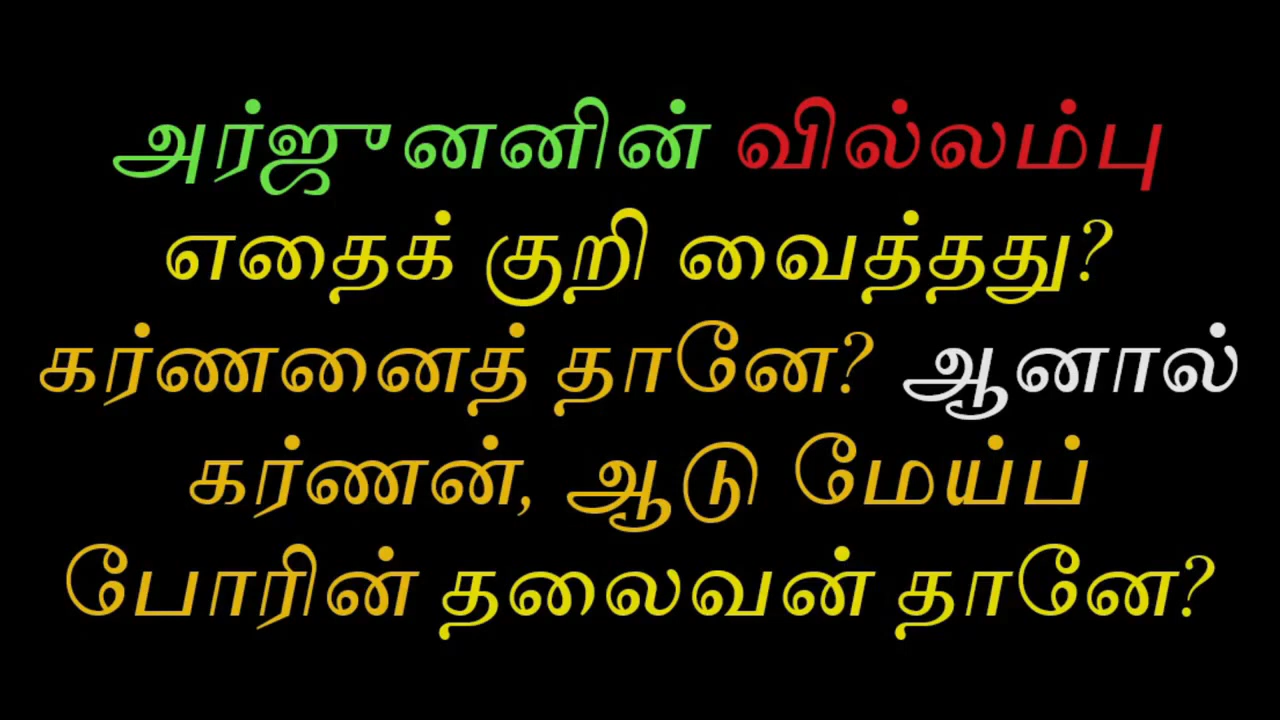 அர்ஜுனனின் வில்லம்பு
எதைக் குறி வைத்தது?
கர்ணனைத் தானே? ஆனால்
கர்ணன், ஆடு மேய்ப்
போரின் தலைவன் தானே?